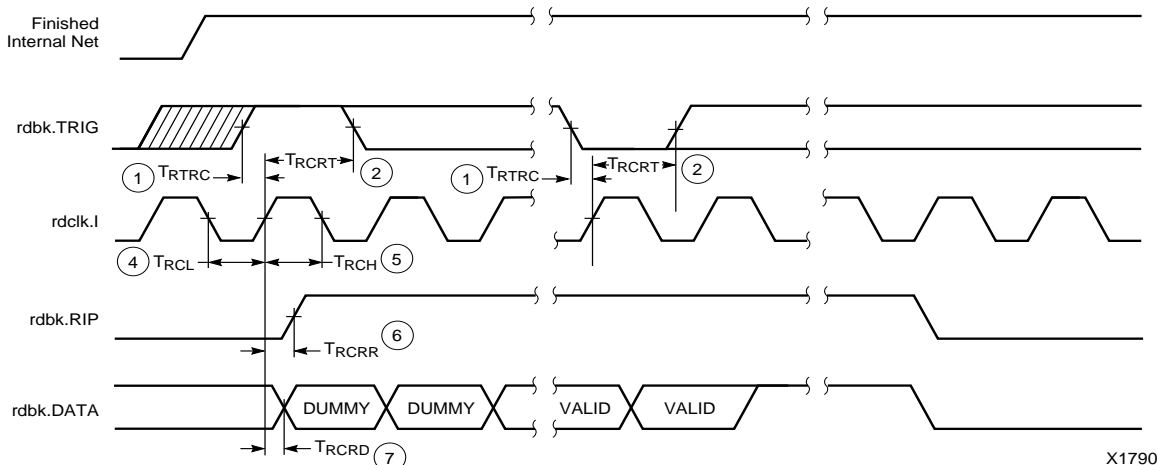 Finished
Internal Net
rdbk.TRIG
TRCRT
2
1
TRTRC
TRCRT
2
1
TRTRC
rdclk.I
4
TRCL
TRCH
5
rdbk.RIP
6
TRCRR
rdbk.DATA
DUMMY
DUMMY
VALID
VALID
TRCRD
7
X1790